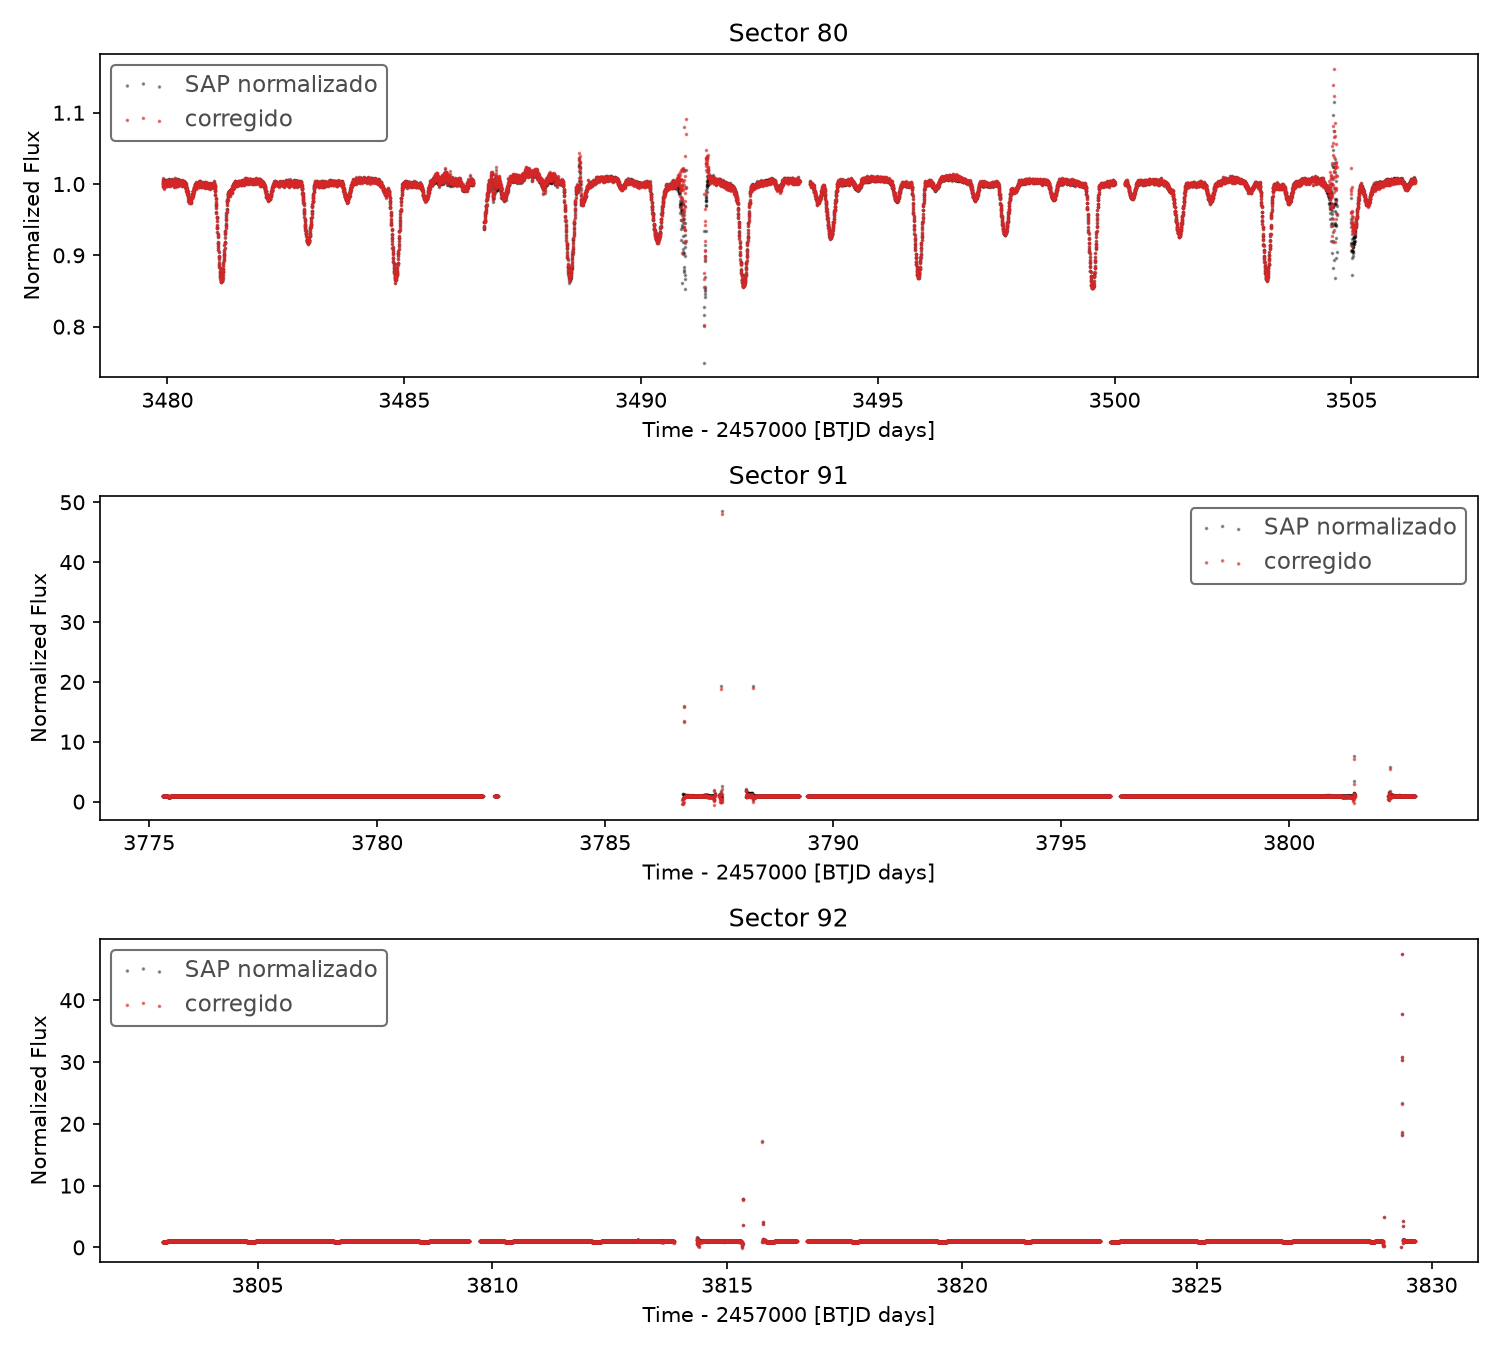 Sector 80
SAP normalizado
corregido
Normalized Flux
1.1
1.0
0.9
0.8
3480 3485 3490 3495 3500 3505
Time - 2457000 [BTJD days]
Sector 91
SAP normalizado
corregido
Normalized Flux
50
40
30
20
10
0
3775 3780 3785 3790 3795 3800
Time - 2457000 [BTJD days]
Sector 92
SAP normalizado
corregido
Normalized Flux
40
30
20
10
0
3805 3810 3815 3820 3825 3830
Time - 2457000 [BTJD days]